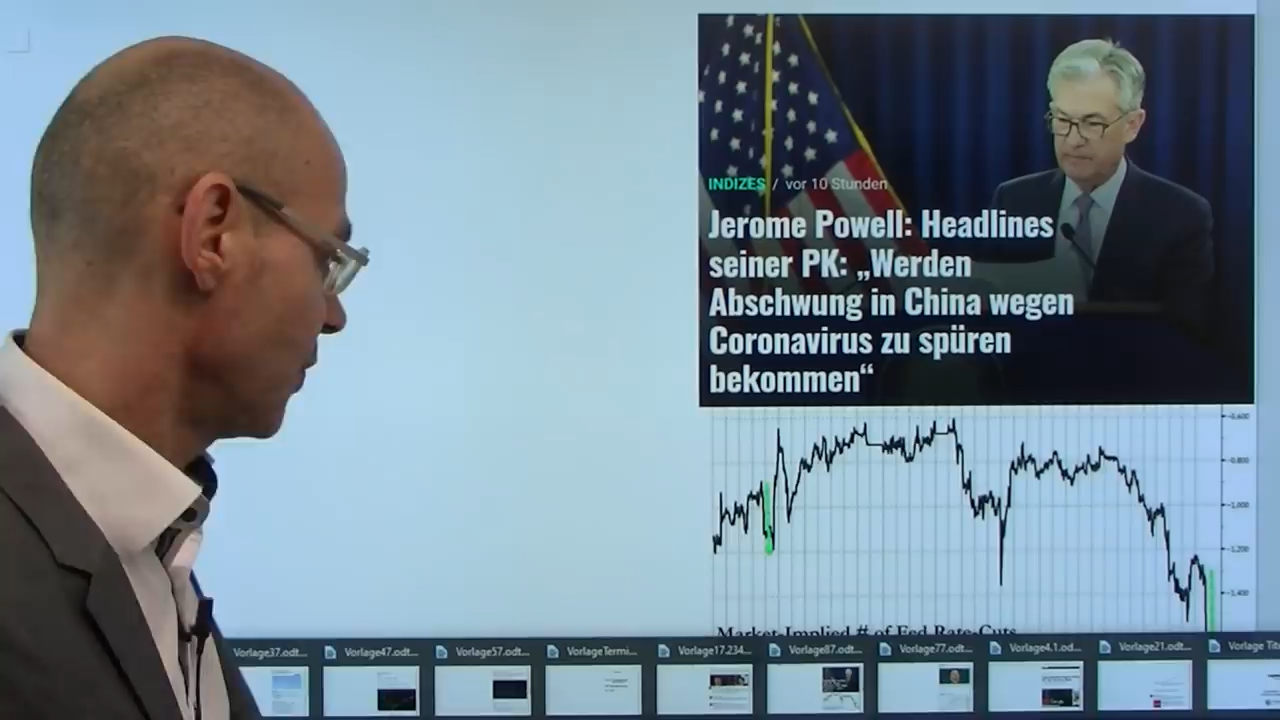 INDIZES / vor 10 Stunden
Jerome Powell: Headlines
seiner PK: „Werden
Abschwung in China wegen
Coronavirus zu spüren
bekommen“
-0,600
-0,800
-1,000
-1,200
-1,400
Market-Implied # of Fed Rate-Cuts
Vorlage37.odt... Vorlage47.odt... Vorlage57.odt... VorlageTermi... Vorlage17.234... Vorlage87.odt... Vorlage77.odt... Vorlage4.1.od... Vorlage21.odt... Vorlage Tit